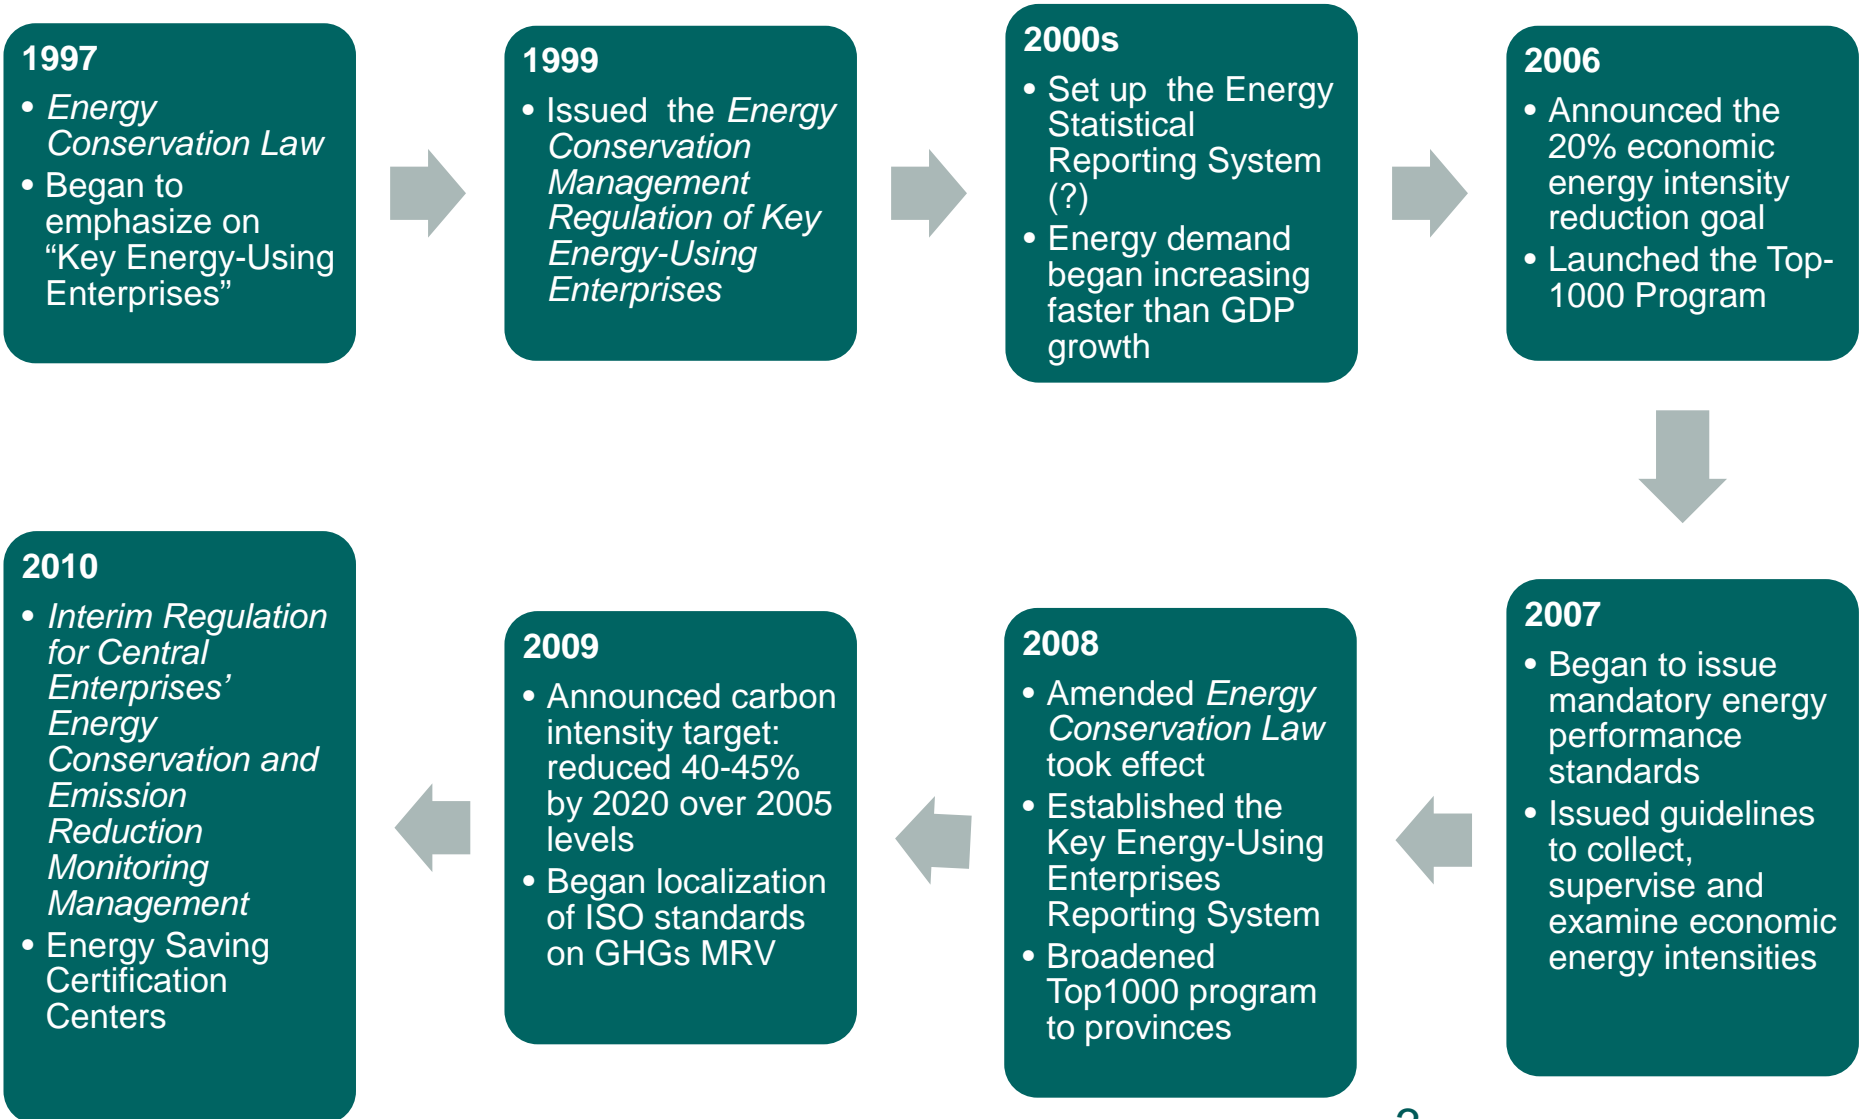 1997
• Energy
Conservation Law
• Began to
emphasize on
“Key Energy-Using
Enterprises”
1999
• Issued the Energy
Conservation
Management
Regulation of Key
Energy-Using
Enterprises
2000s
• Set up the Energy
Statistical
Reporting System
(?)
• Energy demand
began increasing
faster than GDP
growth
2006
• Announced the
20% economic
energy intensity
reduction goal
• Launched the Top-
1000 Program
2007
• Began to issue
mandatory energy
performance
standards
• Issued guidelines
to collect,
supervise and
examine economic
energy intensities
2008
• Amended Energy
Conservation Law
took effect
• Established the
Key Energy-Using
Enterprises
Reporting System
• Broadened
Top1000 program
to provinces
2009
• Announced carbon
intensity target:
reduced 40-45%
by 2020 over 2005
levels
• Began localization
of ISO standards
on GHGs MRV
2010
• Interim Regulation
for Central
Enterprises’
Energy
Conservation and
Emission
Reduction
Monitoring
Management
• Energy Saving
Certification
Centers